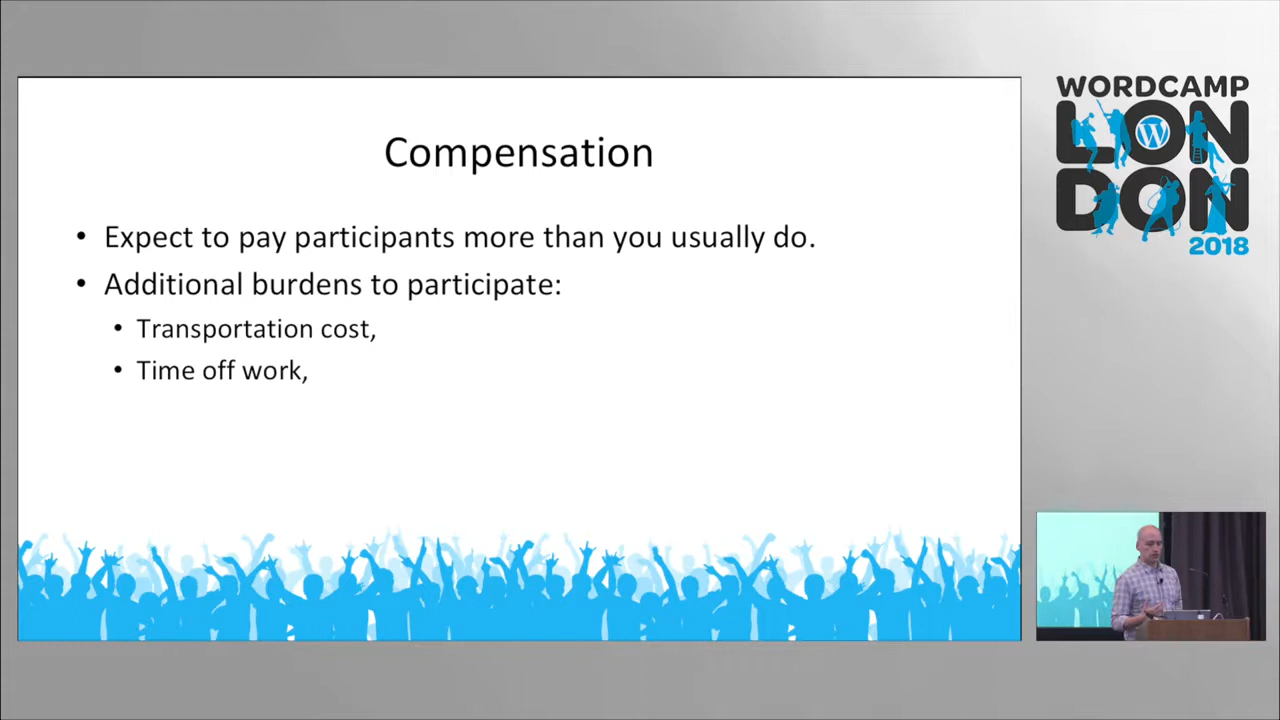 Compensation
• Expect to pay participants more than you usually do.
• Additional burdens to participate:
• Transportation cost,
• Time off work,
WORDCAMP
LON
DON
2018